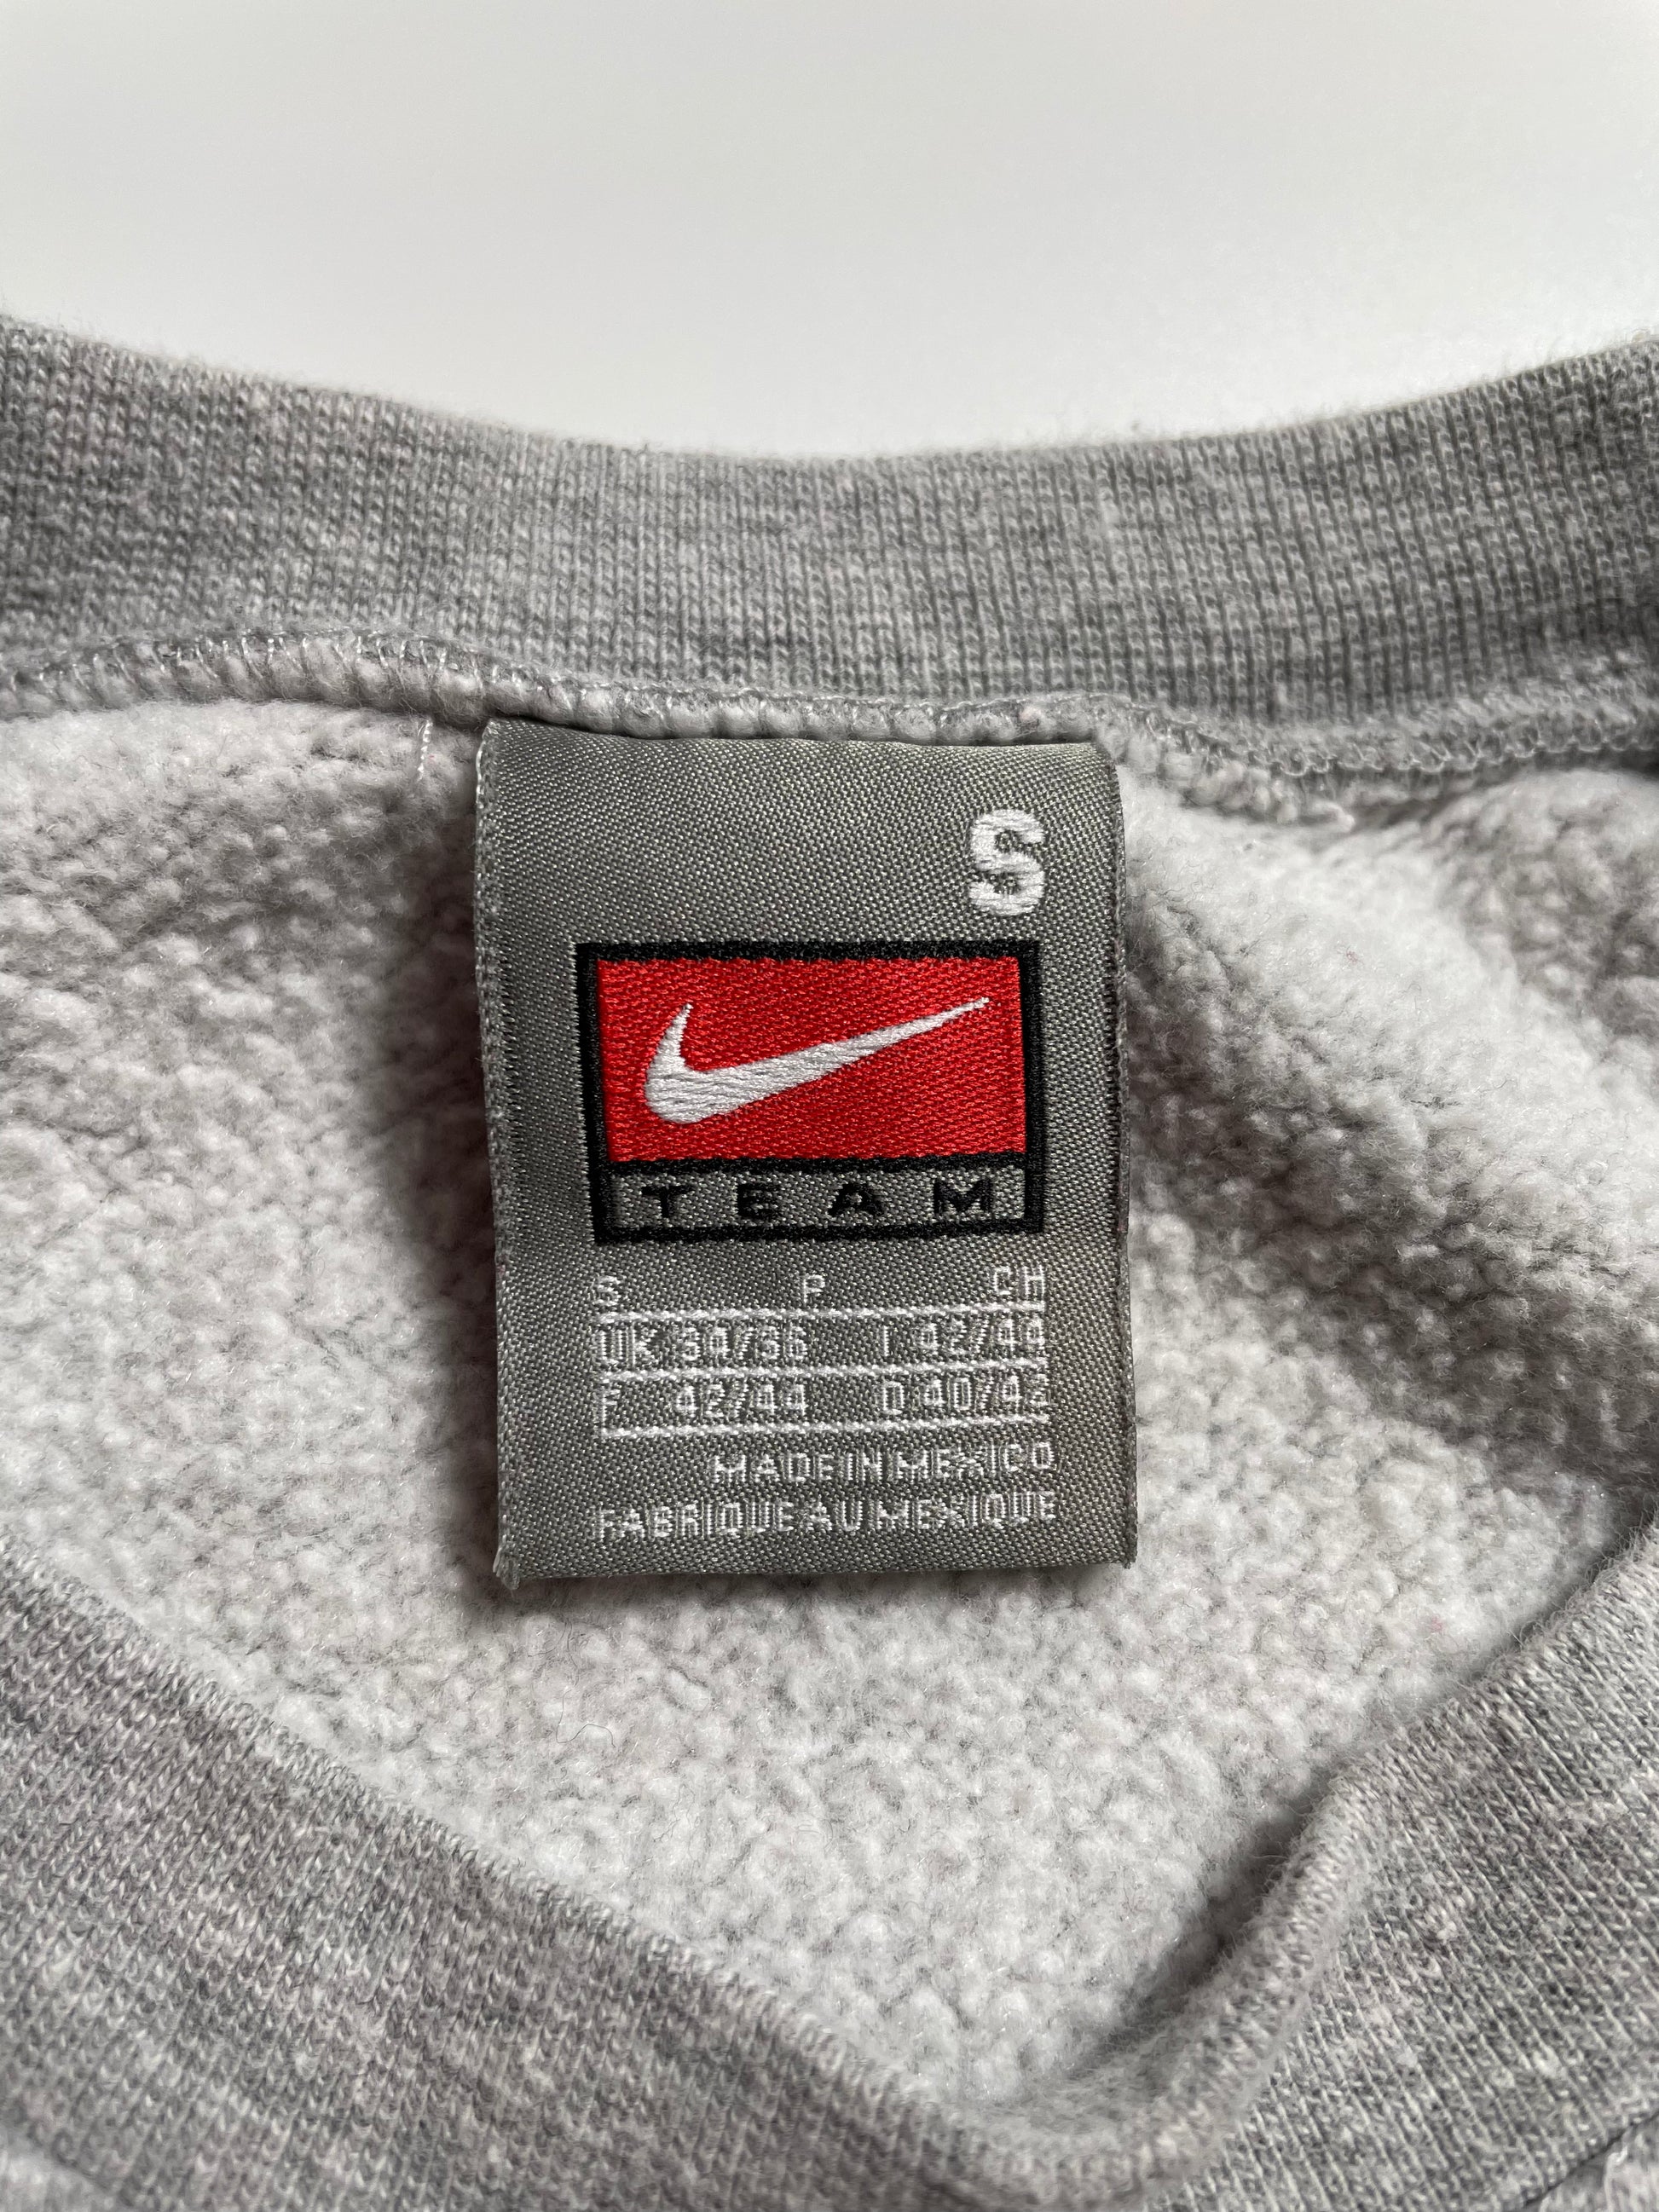 S
TEAM
S P CH
UK 34/36 I 42/44
F 42/44 D 40/42
MADE IN MEXICO
FABRIQUE AU MEXIQUE